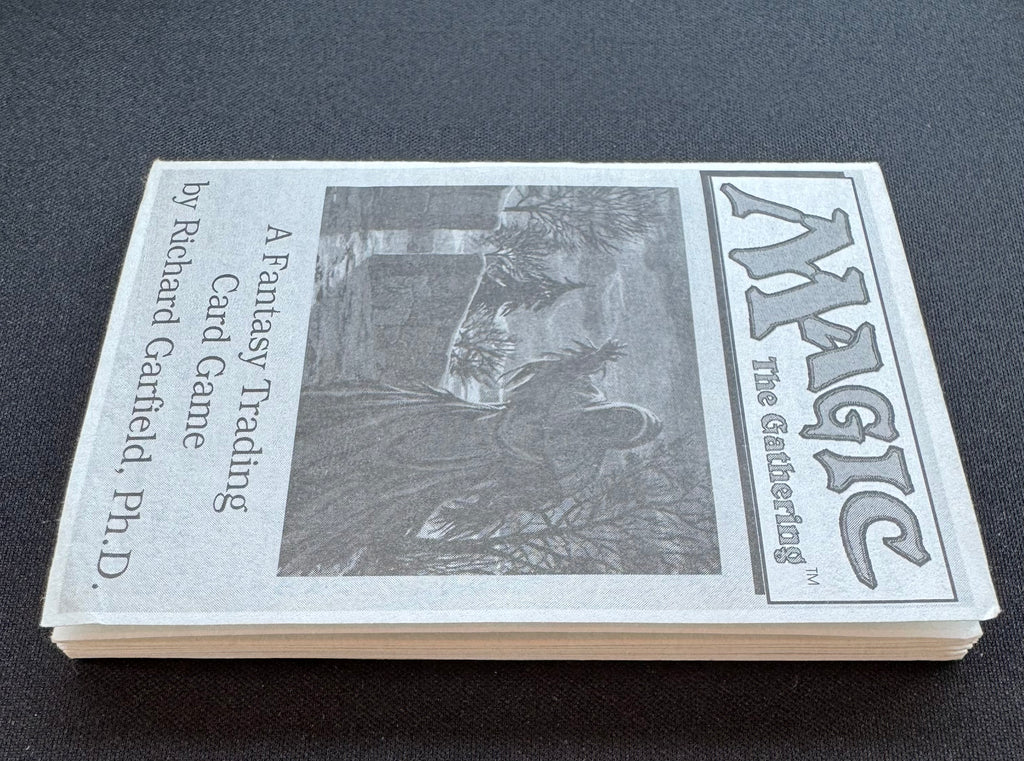 MAGIC
The Gathering™
A Fantasy Trading
Card Game
by Richard Garfield, Ph.D.